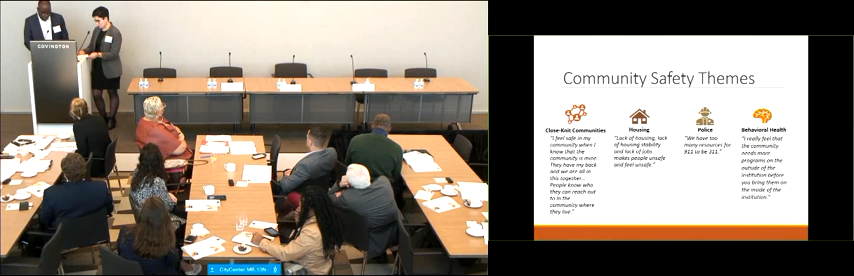 COVINGTON
CityCenter MR.10N
Community Safety Themes
Close-Knit Communities
"I feel safe in my
community when I
know that the
community is mine.
They have my back
and we are all in
this together...
People know who
they can reach out
to in the
community where
they live."
Housing
"Lack of housing, lack
of housing stability
and lack of jobs
makes people unsafe
and feel unsafe."
Police
"We have too
many resources for
911 to be 311."
Behavioral Health
"I really feel that
the community
needs more
programs on the
outside of the
institution before
you bring them on
the inside of the
institution."